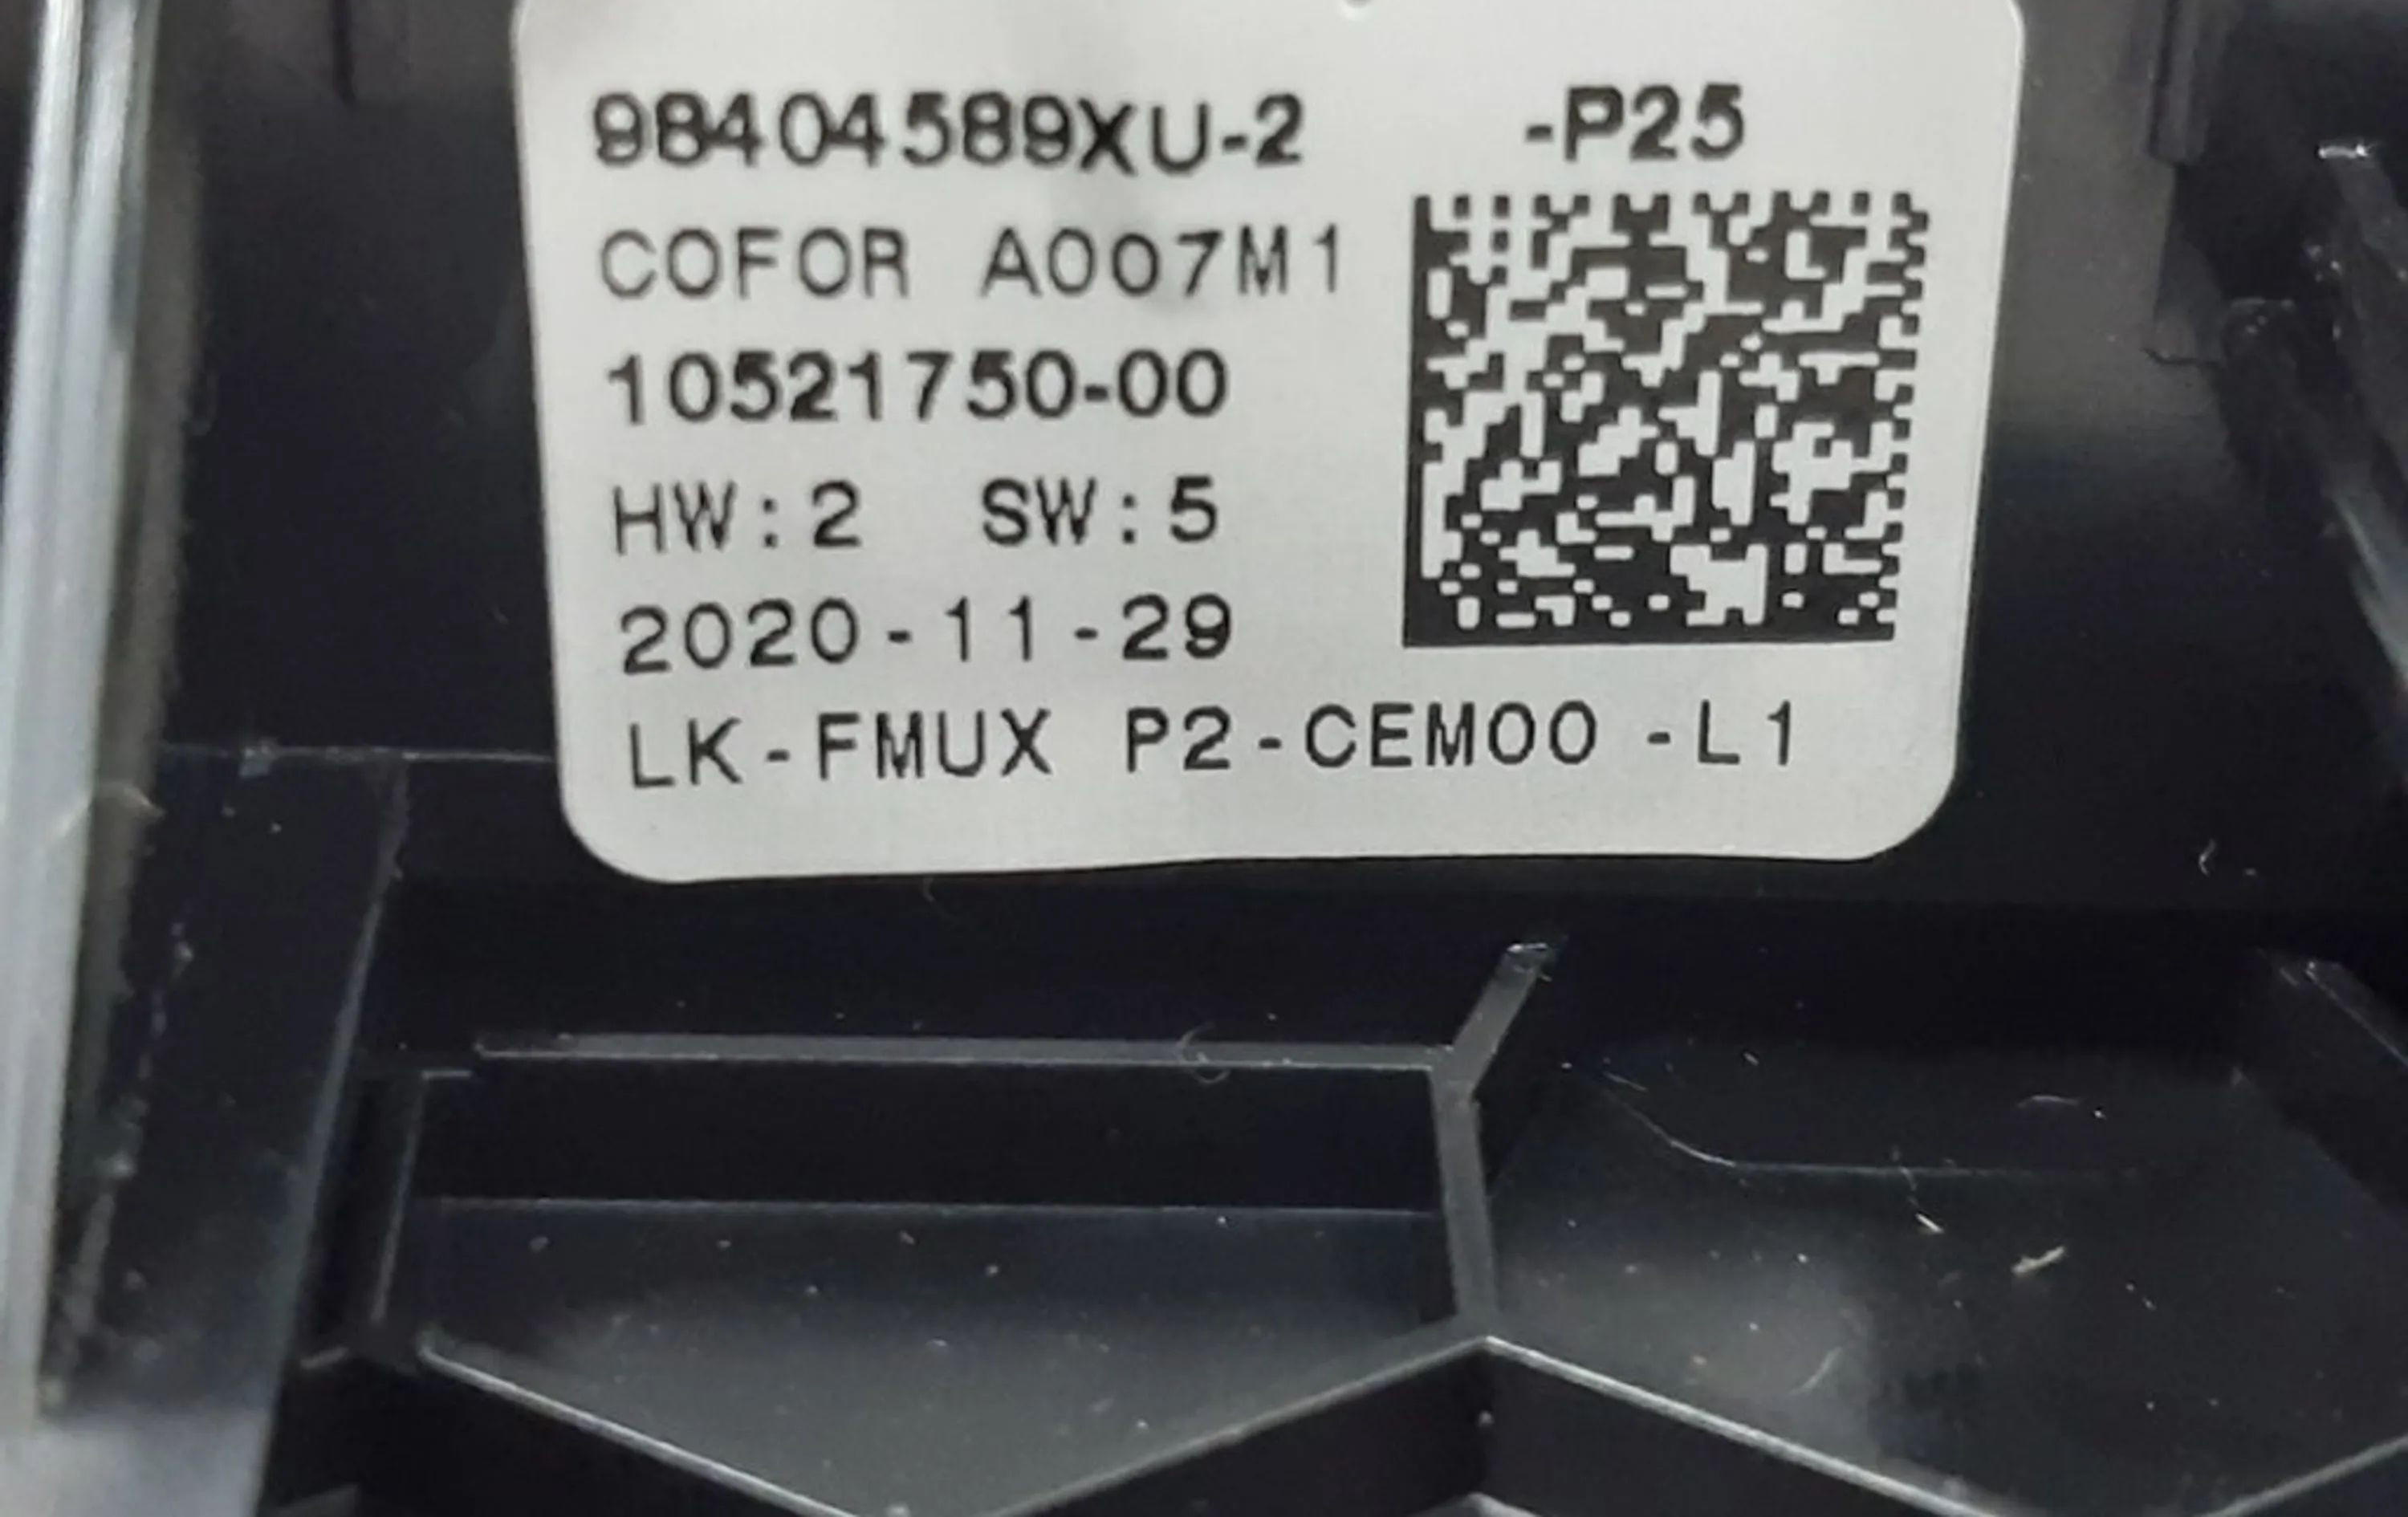 98404589XU-2 -P25
COFOR A007M1
10521750-00
HW:2 SW:5
2020-11-29
LK-FMUX P2-CEM00 -L1